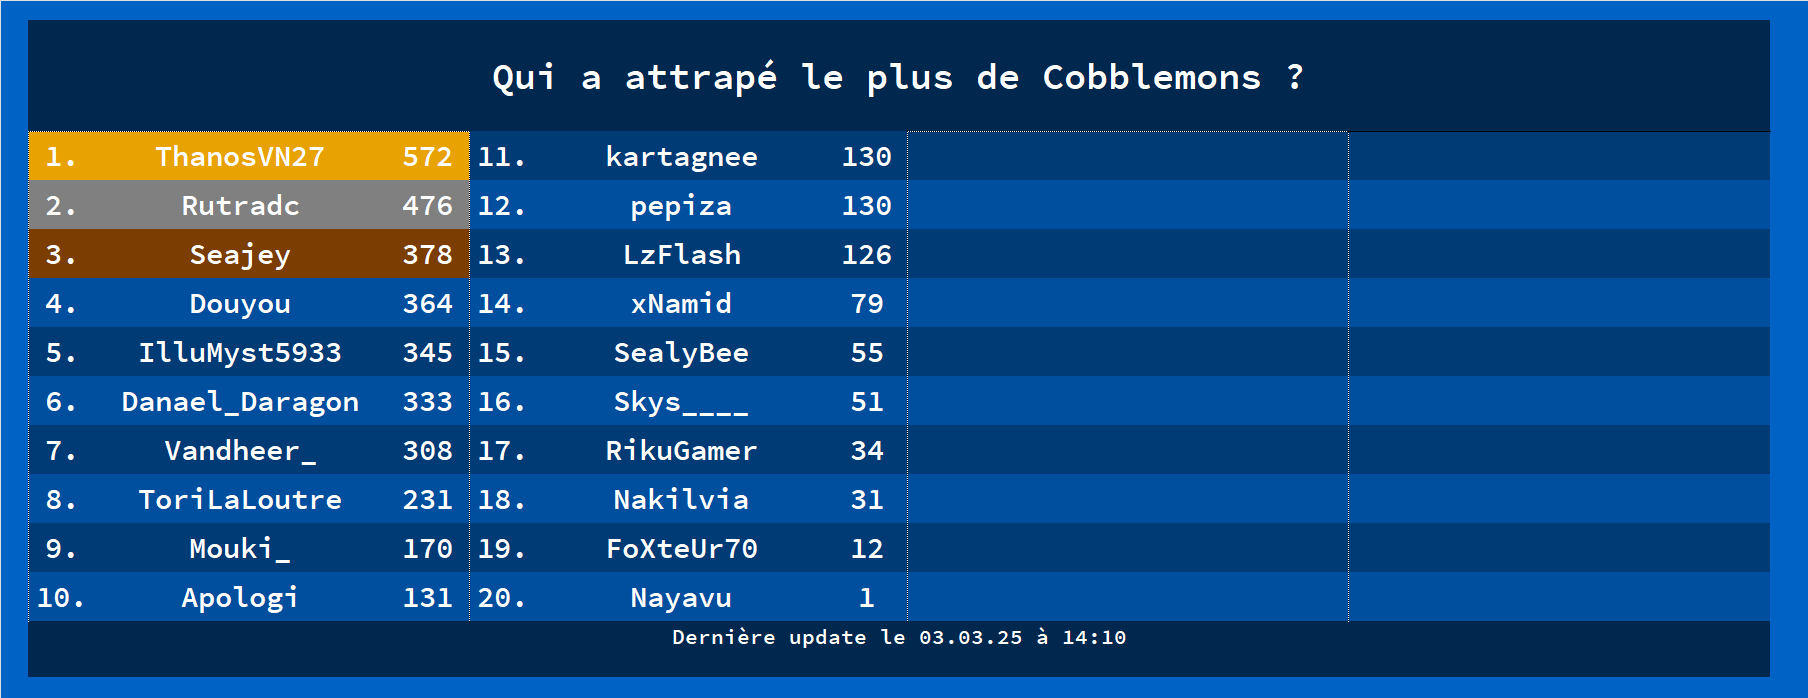 Qui a attrapé le plus de Cobblemons ?
1. ThanosVN27 572
2. Rutradc 476
3. Seajey 378
4. Douyou 364
5. IlluMyst5933 345
6. Danael_Daragon 333
7. Vandheer_ 308
8. ToriLaLoutre 231
9. Mouki_ 170
10. Apologi 131
11. kartagnee 130
12. pepiza 130
13. LzFlash 126
14. xNamid 79
15. SealyBee 55
16. Skys____ 51
17. RikuGamer 34
18. Nakilvia 31
19. FoXteUr70 12
20. Nayavu 1
Dernière update le 03.03.25 à 14:10